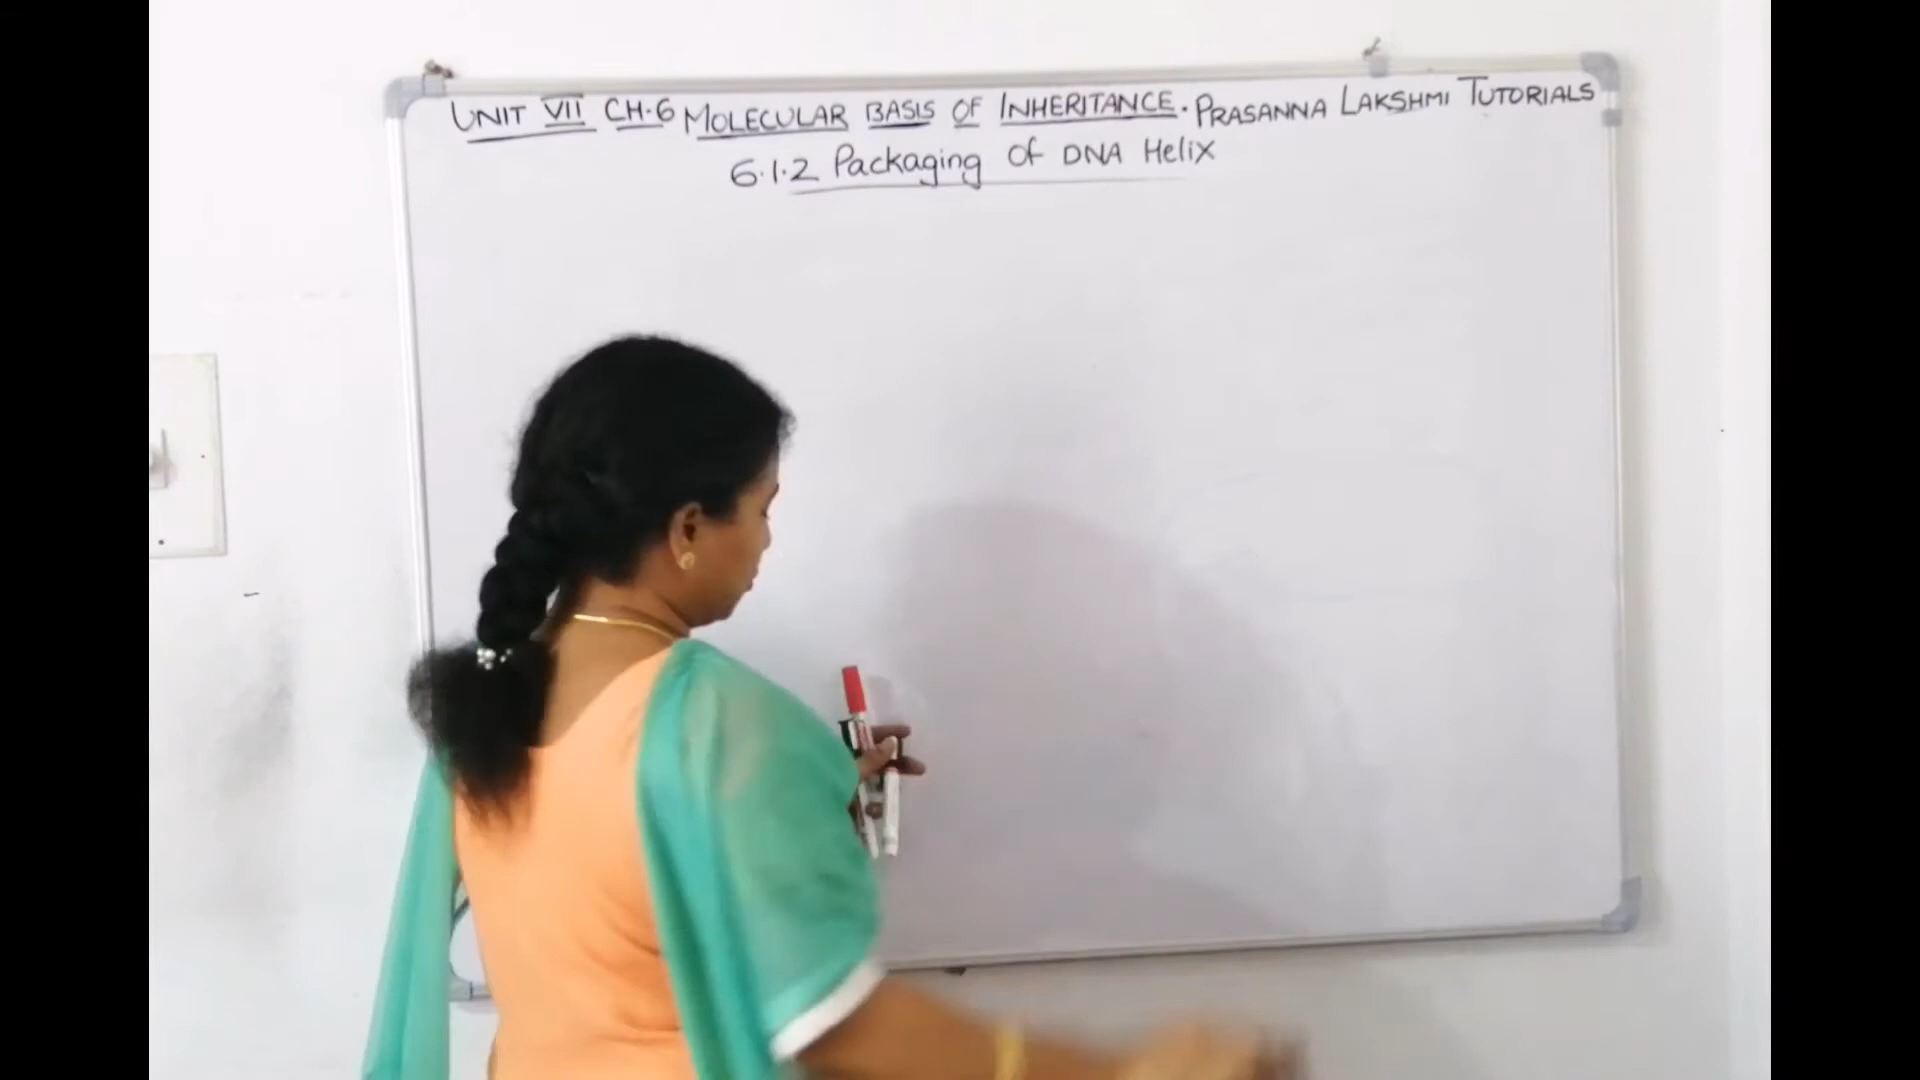 UNIT VII CH.6 MOLECULAR BASIS OF INHERITANCE. PRASANNA LAKSHMI TUTORIALS
6.1.2 Packaging Of DNA Helix